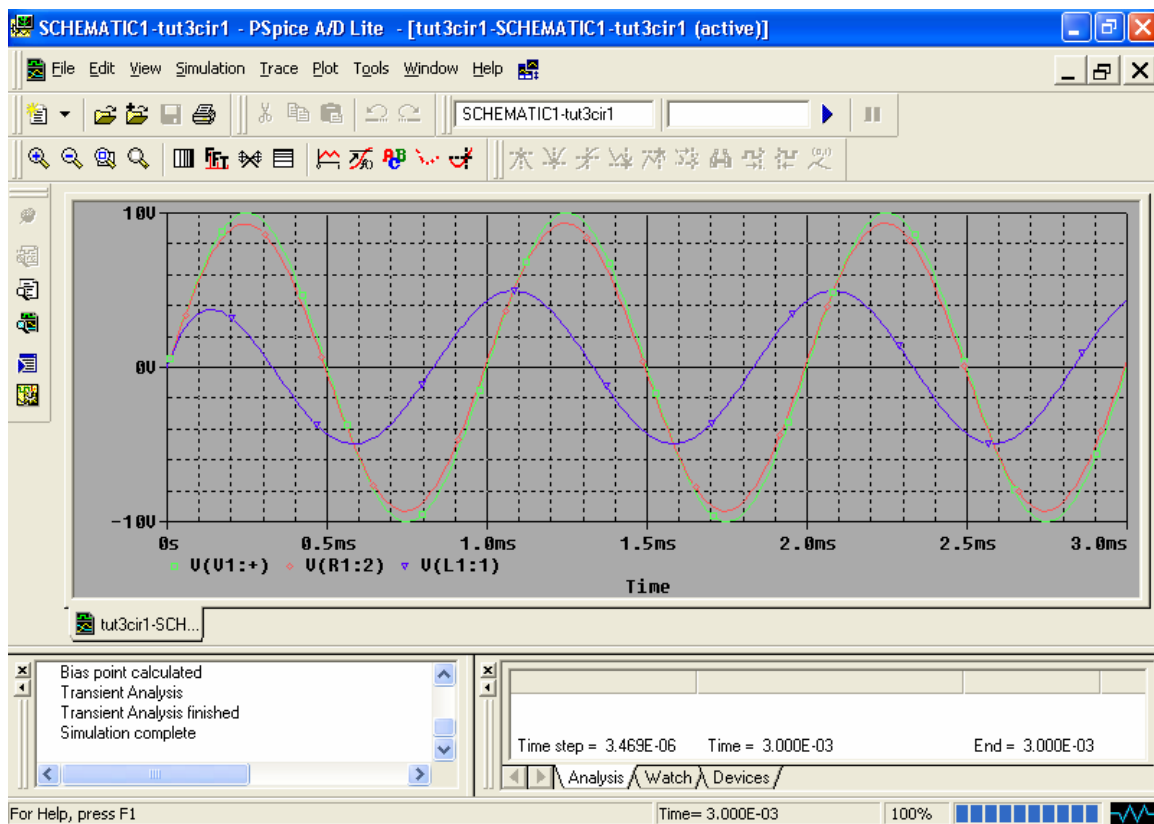 SCHEMATIC1-tut3cir1 - PSpice A/D Lite - [tut3cir1-SCHEMATIC1-tut3cir1 (active)]
File Edit View Simulation Trace Plot Tools Window Help
SCHEMATIC1-tut3cir1
FFT
ABC
(0,0)
10V
0V
-10V
0s 0.5ms 1.0ms 1.5ms 2.0ms 2.5ms 3.0ms
V(V1:+) V(R1:2) V(L1:1)
Time
tut3cir1-SCH...
Bias point calculated
Transient Analysis
Transient Analysis finished
Simulation complete
Time step = 3.469E-06 Time = 3.000E-03 End = 3.000E-03
Analysis Watch Devices
For Help, press F1 Time= 3.000E-03 100%